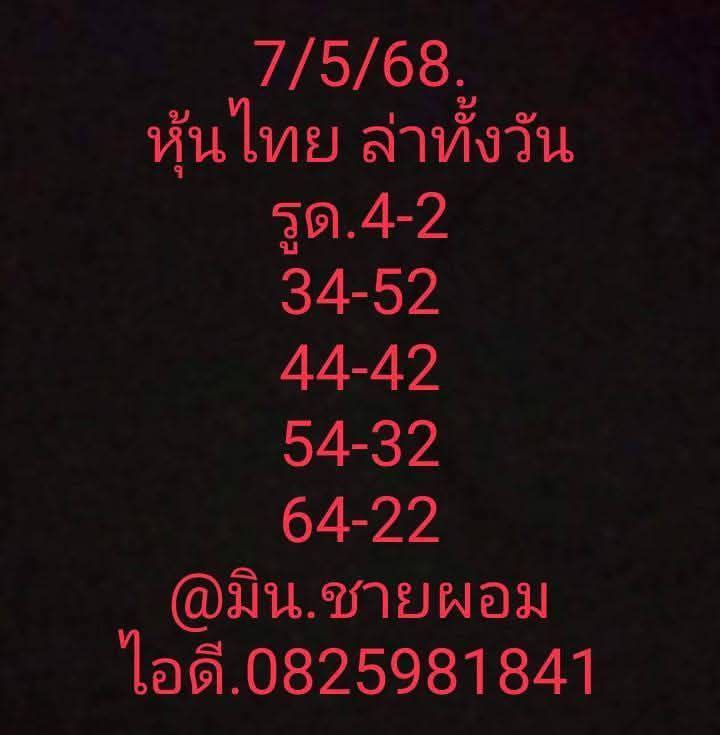 7/5/68.
หุ้นไทย ล่าทั้งวัน
รูด.4-2
34-52
44-42
54-32
64-22
@มิน.ชายผอม
ไอดี.0825981841